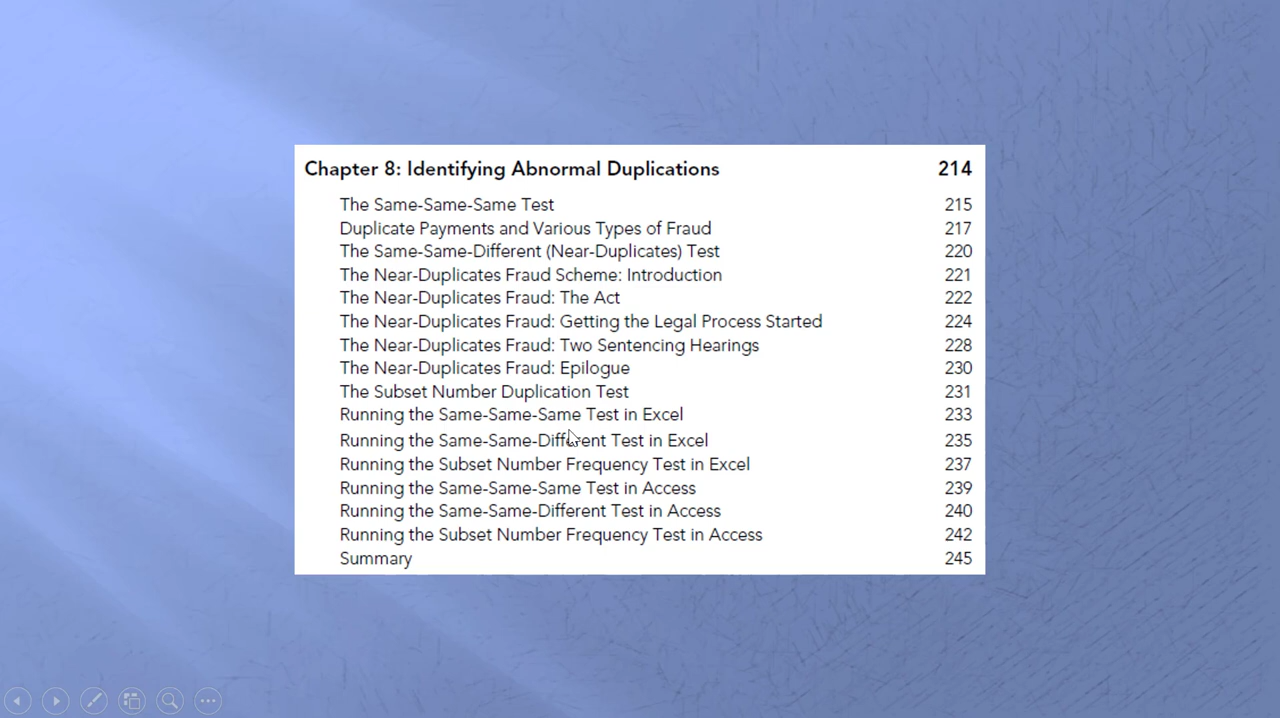 Chapter 8: Identifying Abnormal Duplications 214
The Same-Same-Same Test 215
Duplicate Payments and Various Types of Fraud 217
The Same-Same-Different (Near-Duplicates) Test 220
The Near-Duplicates Fraud Scheme: Introduction 221
The Near-Duplicates Fraud: The Act 222
The Near-Duplicates Fraud: Getting the Legal Process Started 224
The Near-Duplicates Fraud: Two Sentencing Hearings 228
The Near-Duplicates Fraud: Epilogue 230
The Subset Number Duplication Test 231
Running the Same-Same-Same Test in Excel 233
Running the Same-Same-Different Test in Excel 235
Running the Subset Number Frequency Test in Excel 237
Running the Same-Same-Same Test in Access 239
Running the Same-Same-Different Test in Access 240
Running the Subset Number Frequency Test in Access 242
Summary 245